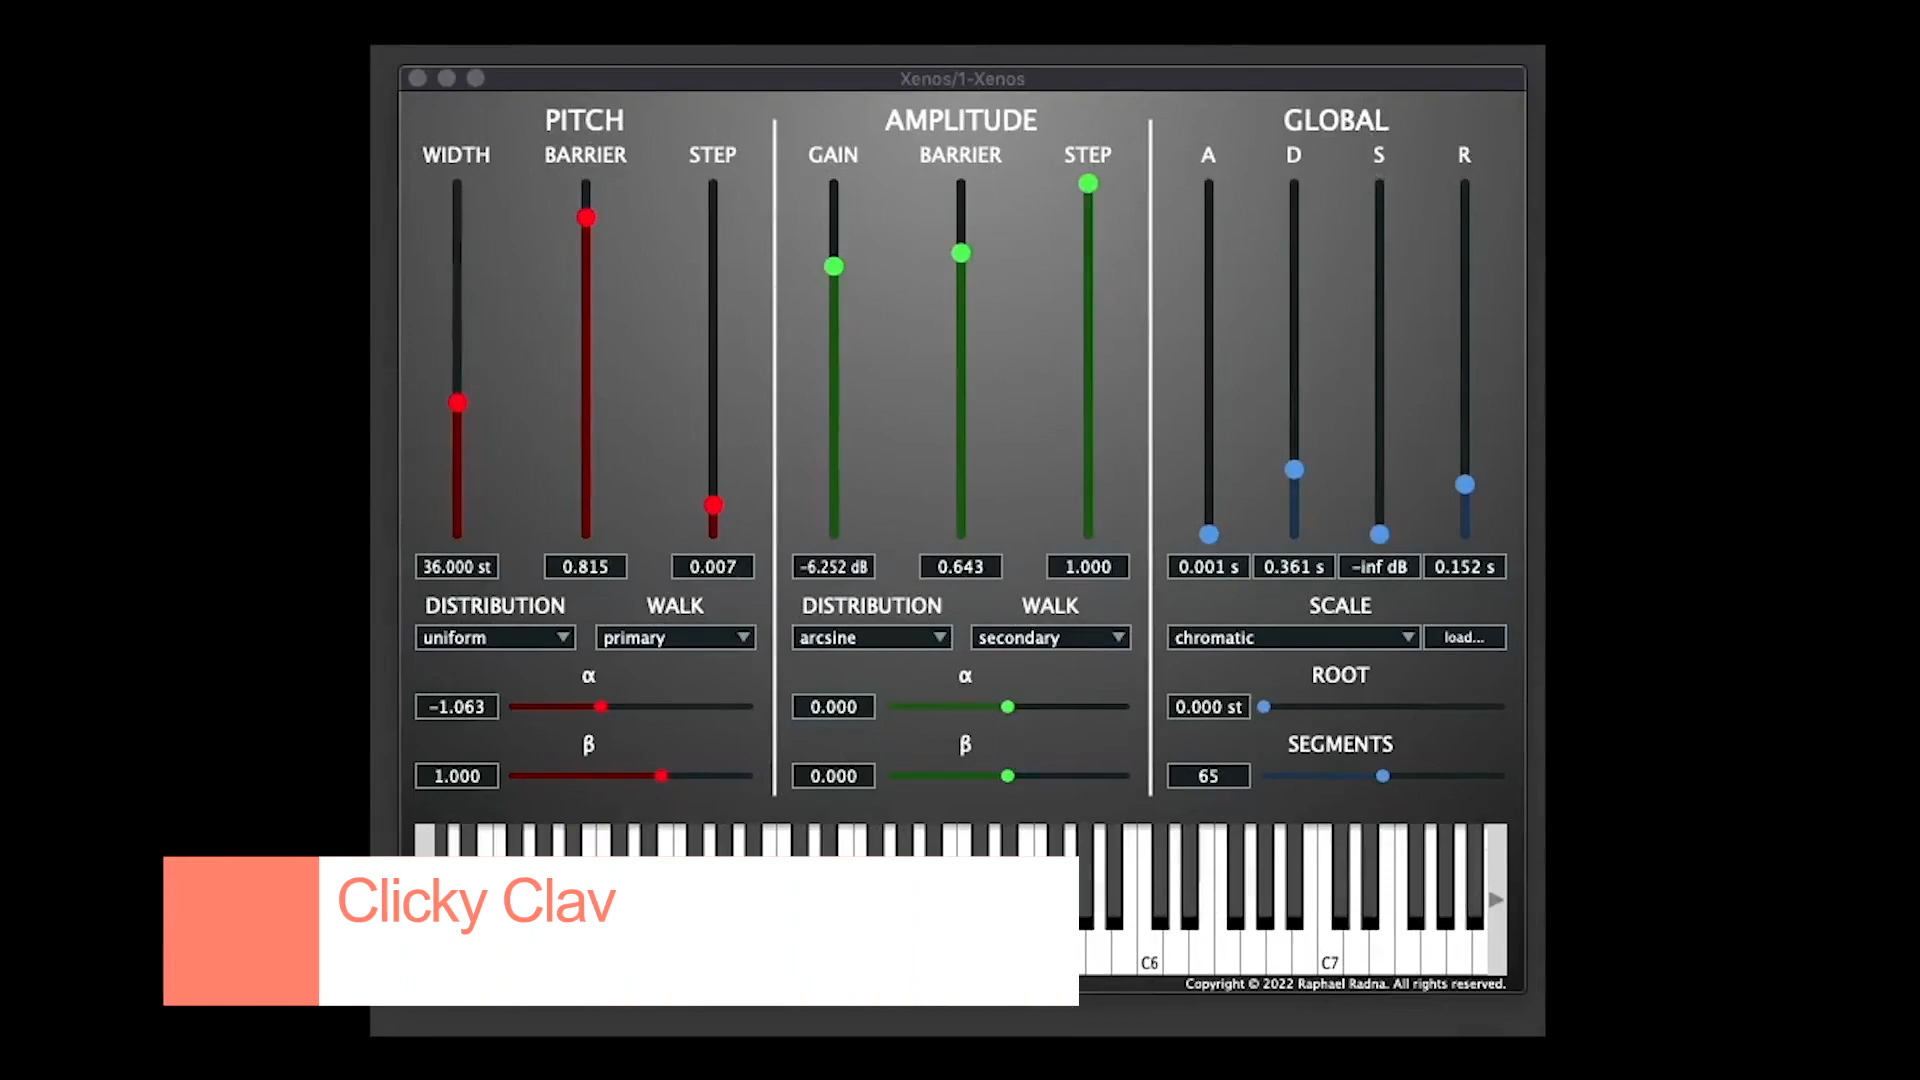 Xenos/1-Xenos
PITCH
WIDTH BARRIER STEP
36.000 st 0.815 0.007
DISTRIBUTION WALK
uniform primary
α
-1.063
β
1.000
AMPLITUDE
GAIN BARRIER STEP
-6.252 dB 0.643 1.000
DISTRIBUTION WALK
arcsine secondary
α
0.000
β
0.000
GLOBAL
A D S R
0.001 s 0.361 s -inf dB 0.152 s
SCALE
chromatic load...
ROOT
0.000 st
SEGMENTS
65
C6 C7
Copyright © 2022 Raphael Radna. All rights reserved.
Clicky Clav